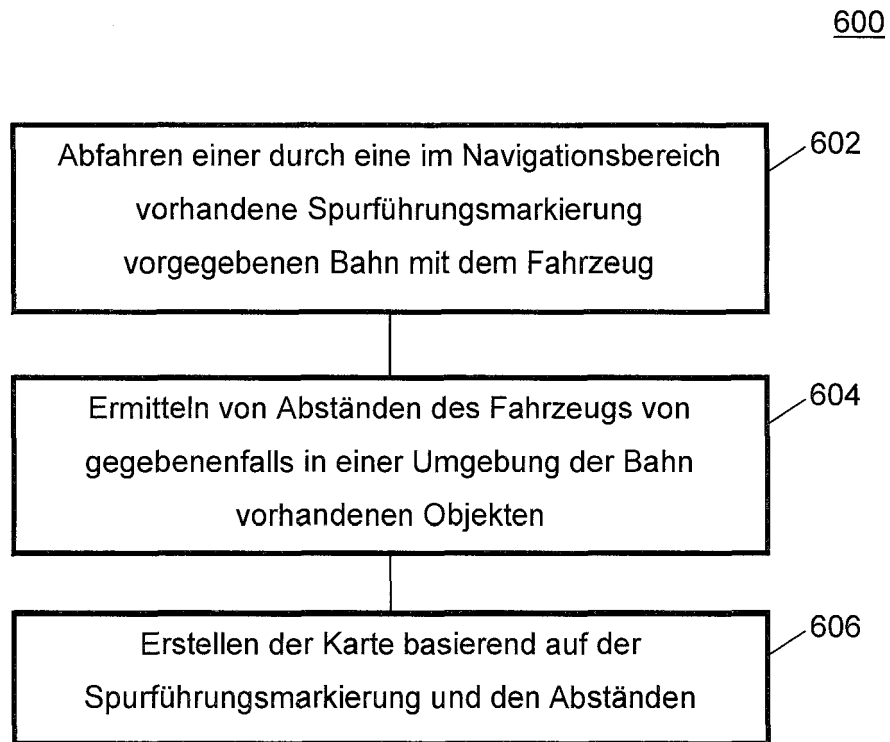 600
Abfahren einer durch eine im Navigationsbereich
602
vorhandene Spurführungsmarkierung
vorgegebenen Bahn mit dem Fahrzeug
Ermitteln von Abständen des Fahrzeugs von
604
gegebenenfalls in einer Umgebung der Bahn
vorhandenen Objekten
Erstellen der Karte basierend auf der
606
Spurführungsmarkierung und den Abständen